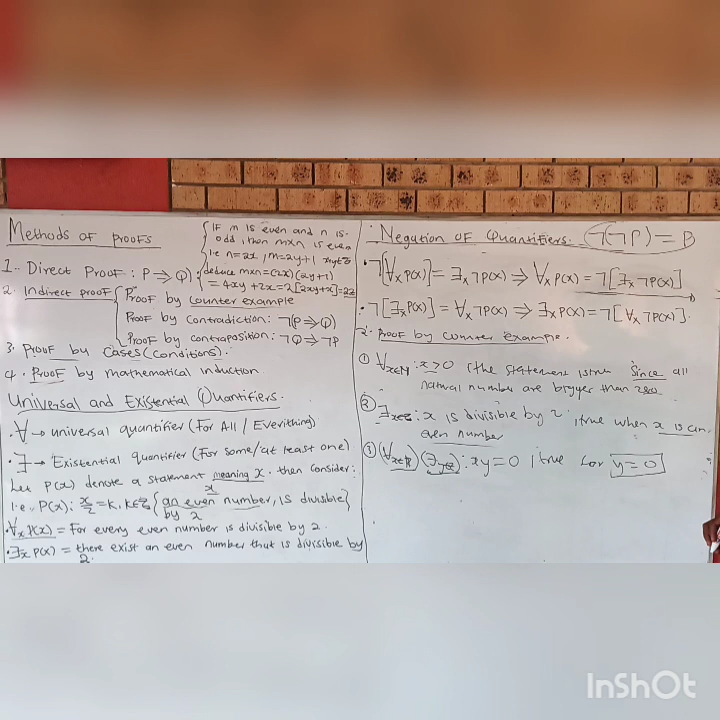 Methods of Proofs
{IF m is even and n is
odd, then mxn is even
i.e n=2x, m=2y+1 x,y∈Z
1. Direct Proof: P⇒Q {deduce mxn=(2x)(2y+1)
=4xy+2x=2[2xy+x]=2z
2. Indirect proof { Proof by counter example
Proof by contradiction: ¬(P⇒Q)
Proof by contraposition: ¬Q⇒¬P
3. Proof by cases (conditions).
4. Proof by mathematical induction.
Universal and Existential Quantifiers.
·∀→ universal quantifier (For All / Everithing)
·∃→ Existential quantifier (For some/at least one)
Let P(x) denote a statement meaning x. then consider:
i.e., P(x): x/2=k, k∈Z {an even number, x is divisible
by 2}
·∀x P(x) = For every even number is divisible by 2.
·∃x P(x) = there exist an even number that is divisible by
2.
Negation OF Quantifiers. ¬(¬P) = P
·¬[∀x P(x)] = ∃x ¬P(x) ⇒ ∀x P(x) = ¬[∃x ¬P(x)]
·¬[∃x P(x)] = ∀x ¬P(x) ⇒ ∃x P(x) = ¬[∀x ¬P(x)].
2. Proof by counter example.
① ∀x∈N : x>0 (the statement is true Since all
natural number are bigger than zero
② ∃x∈Z : x is divisible by 2 , true when x is an
even number
③ (∀x∈R)(∃y∈Z): xy=0 , true for y=0
InShOt